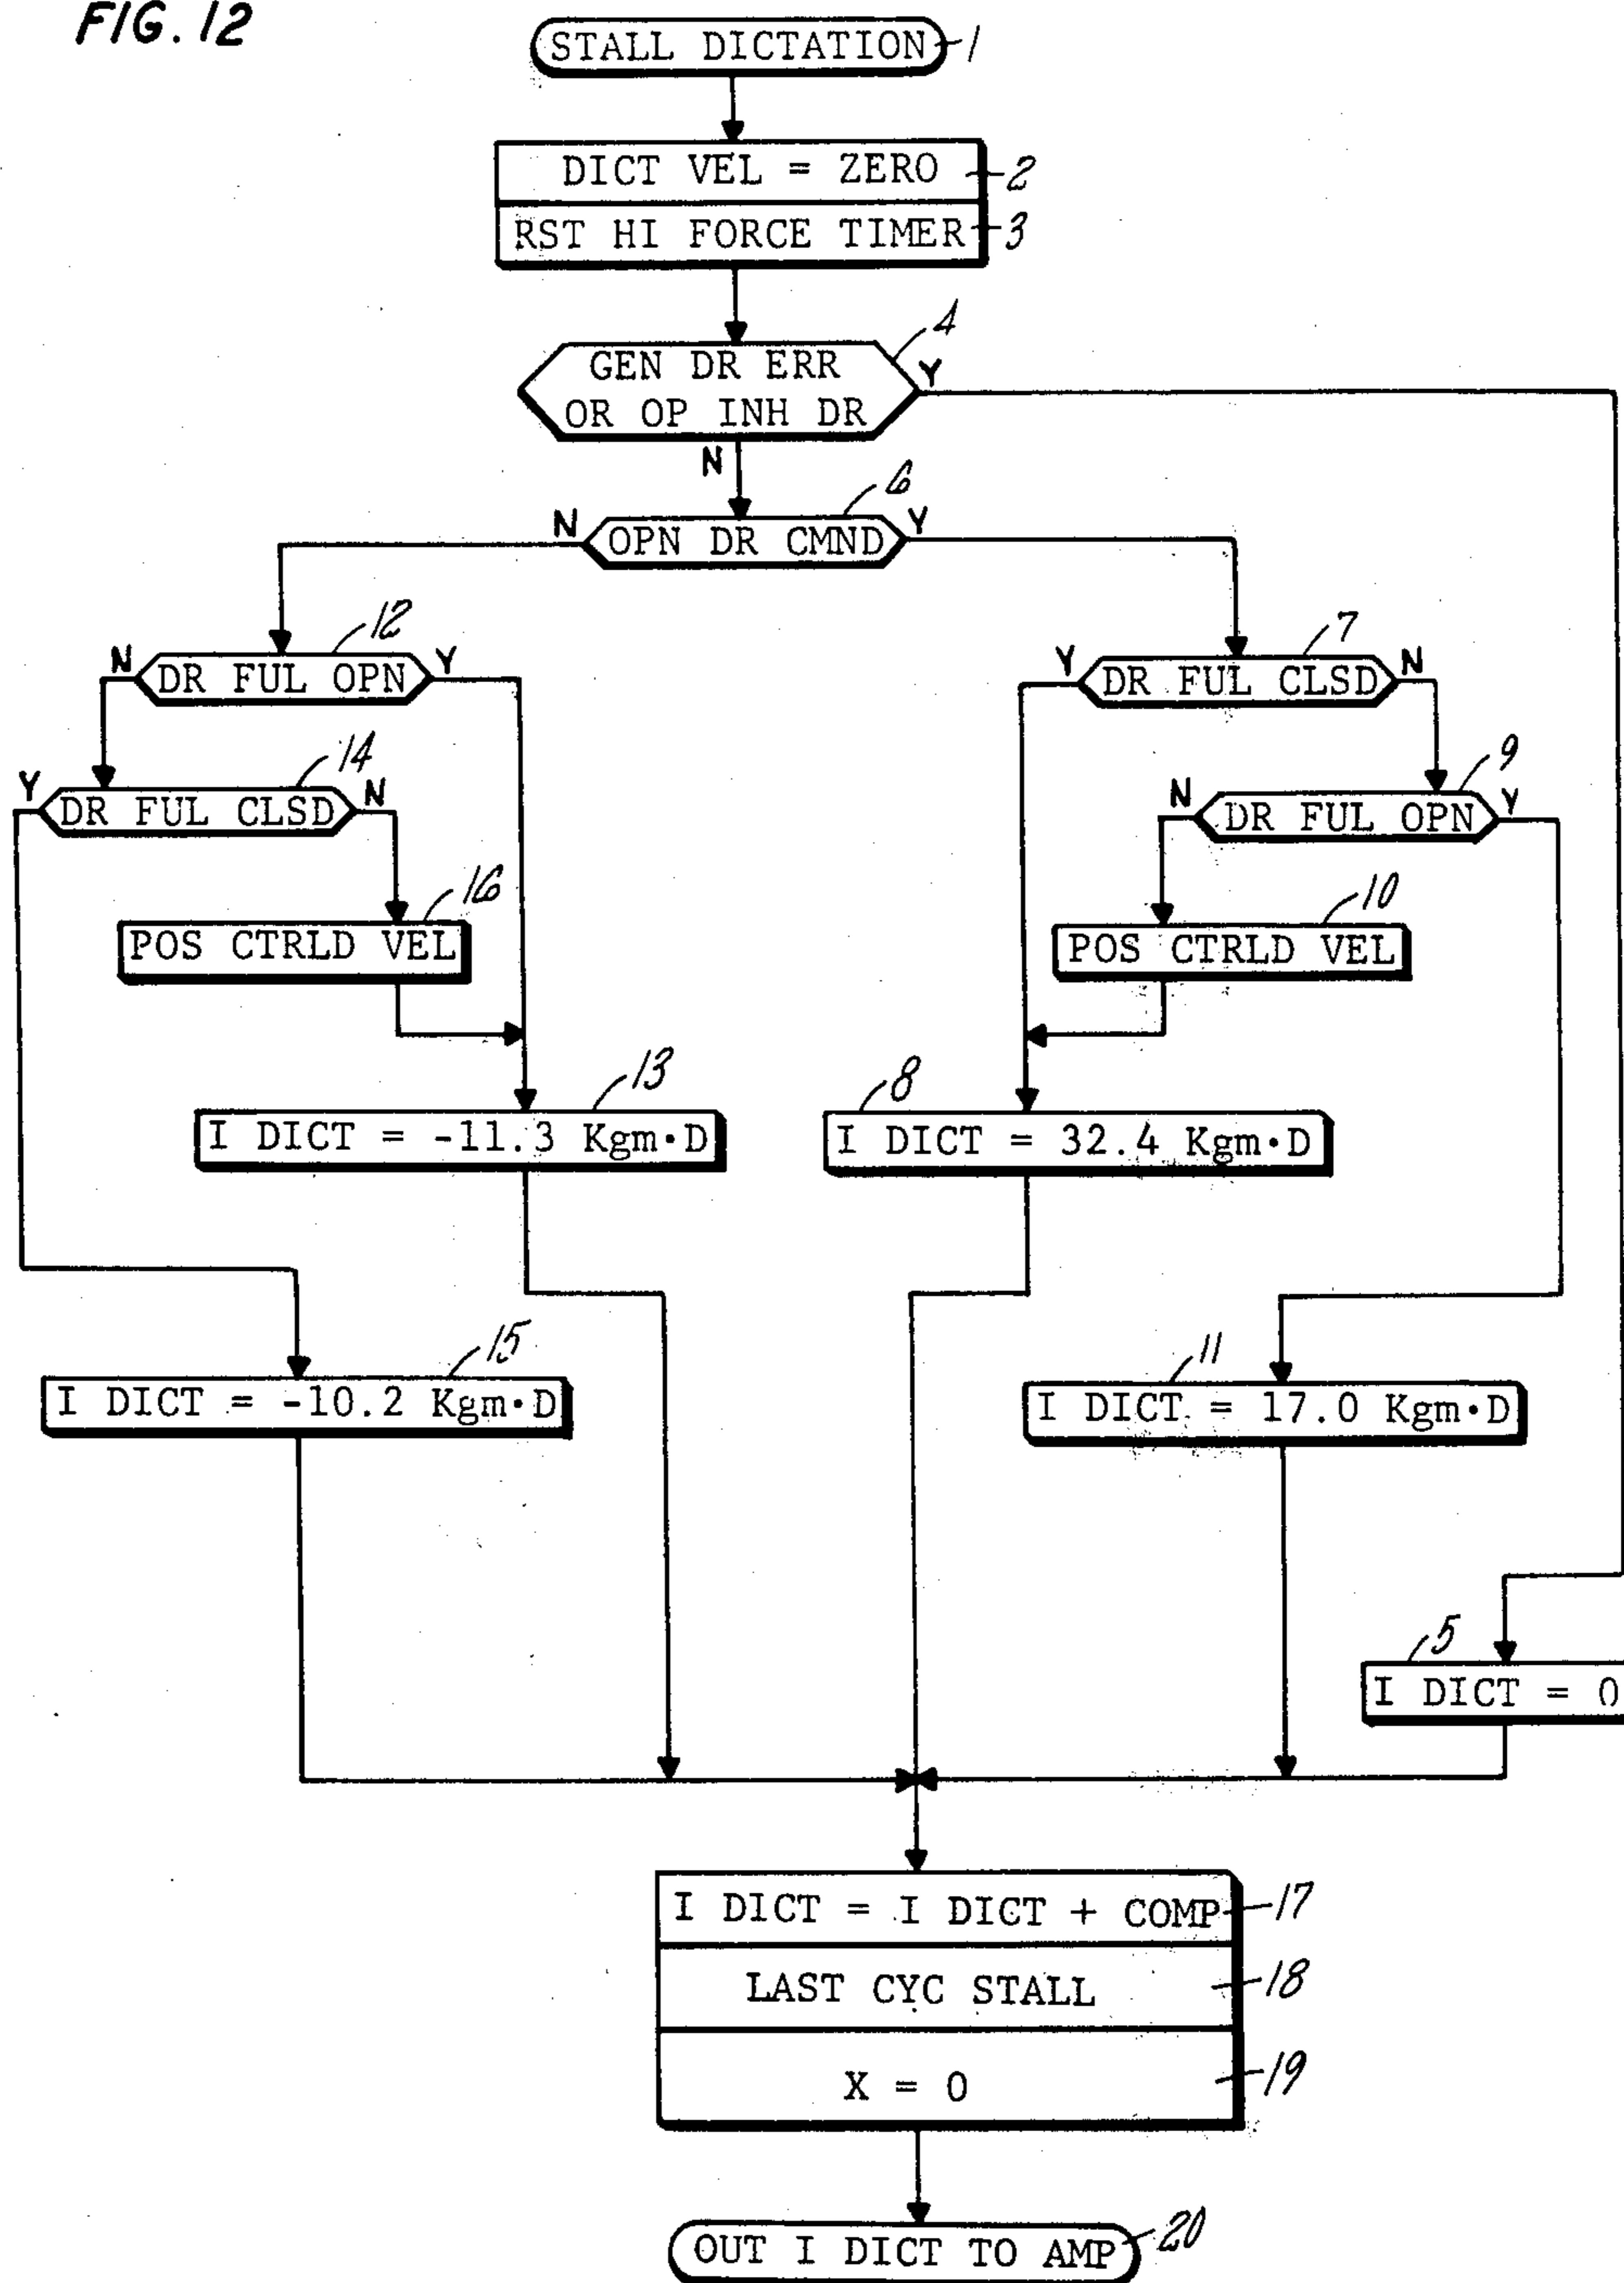 FIG. 12
STALL DICTATION 1
DICT VEL = ZERO 2
RST HI FORCE TIMER 3
4
GEN DR ERR
OR OP INH DR
Y
N
6
N OPN DR CMND Y
12
N DR FUL OPN Y
7
Y DR FUL CLSD N
14
Y DR FUL CLSD N
9
N DR FUL OPN Y
16
POS CTRLD VEL
10
POS CTRLD VEL
13
I DICT = -11.3 Kgm·D
8
I DICT = 32.4 Kgm·D
15
I DICT = -10.2 Kgm·D
11
I DICT = 17.0 Kgm·D
5
I DICT = 0
I DICT = I DICT + COMP 17
LAST CYC STALL 18
X = 0 19
OUT I DICT TO AMP 20